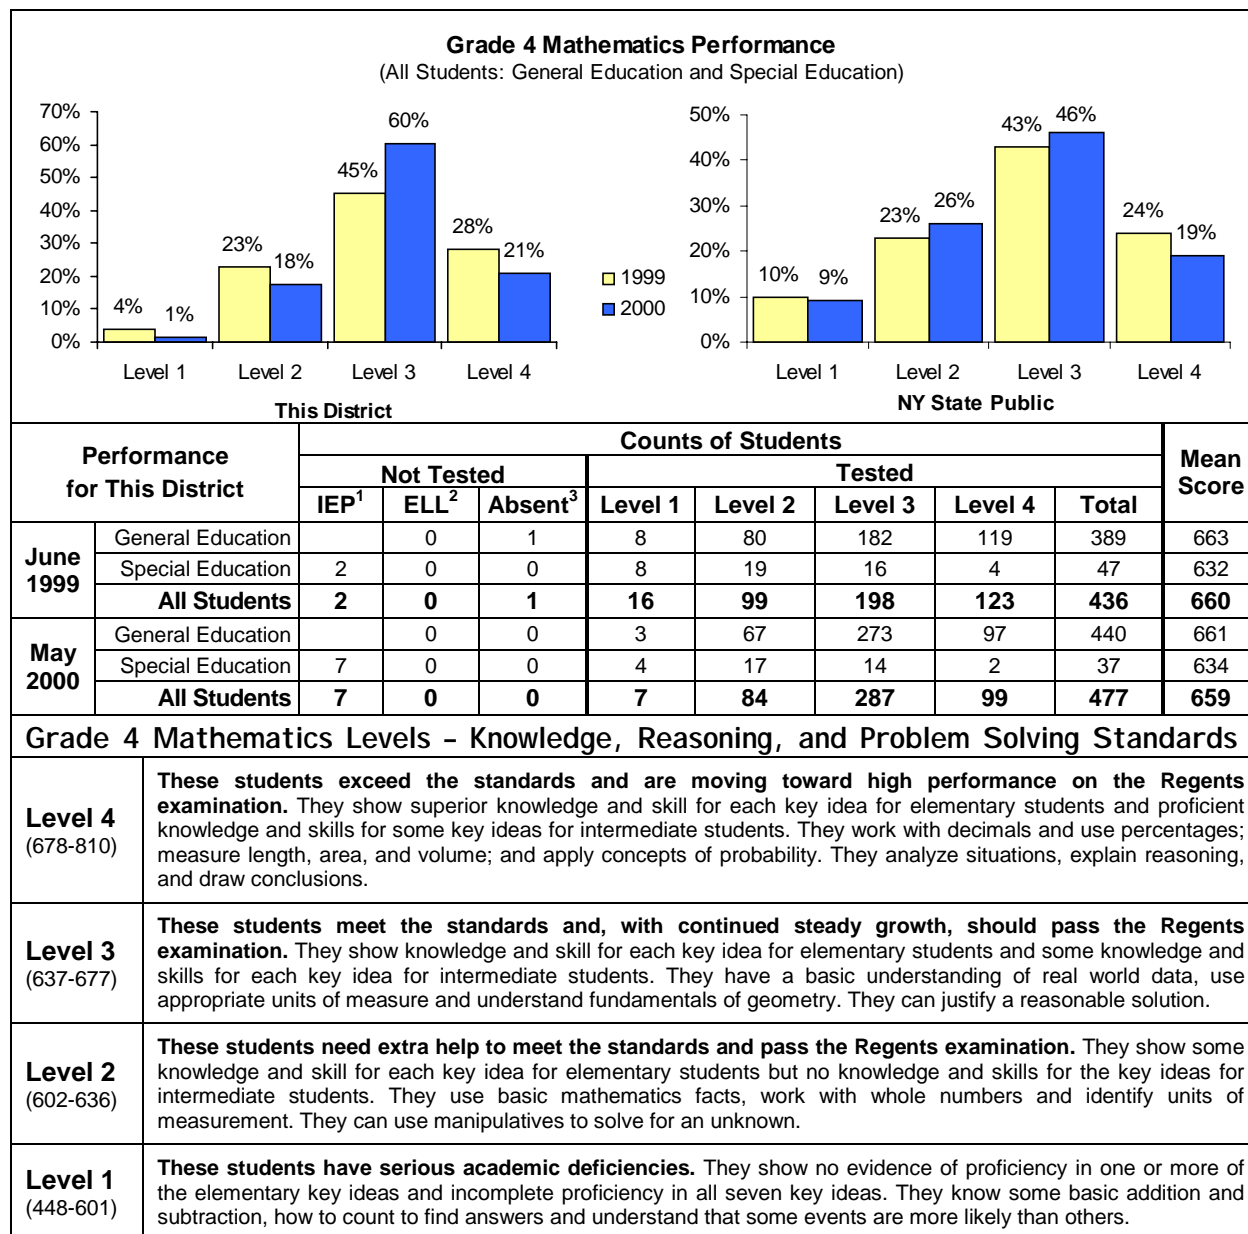 Grade 4 Mathematics Performance
(All Students: General Education and Special Education)
70%
60%
50%
40%
30%
20%
10%
0%
4%
1%
23%
18%
45%
60%
28%
21%
Level 1 Level 2 Level 3 Level 4
This District
1999
2000
50%
40%
30%
20%
10%
0%
10%
9%
23%
26%
43%
46%
24%
19%
Level 1 Level 2 Level 3 Level 4
NY State Public
Performance
for This District
Counts of Students
Mean
Score
Not Tested Tested
IEP1 ELL2 Absent3 Level 1 Level 2 Level 3 Level 4 Total
June
1999
General Education 0 1 8 80 182 119 389 663
Special Education 2 0 0 8 19 16 4 47 632
All Students 2 0 1 16 99 198 123 436 660
May
2000
General Education 0 0 3 67 273 97 440 661
Special Education 7 0 0 4 17 14 2 37 634
All Students 7 0 0 7 84 287 99 477 659
Grade 4 Mathematics Levels – Knowledge, Reasoning, and Problem Solving Standards
Level 4
(678-810)
These students exceed the standards and are moving toward high performance on the Regents
examination. They show superior knowledge and skill for each key idea for elementary students and proficient
knowledge and skills for some key ideas for intermediate students. They work with decimals and use percentages;
measure length, area, and volume; and apply concepts of probability. They analyze situations, explain reasoning,
and draw conclusions.
Level 3
(637-677)
These students meet the standards and, with continued steady growth, should pass the Regents
examination. They show knowledge and skill for each key idea for elementary students and some knowledge and
skills for each key idea for intermediate students. They have a basic understanding of real world data, use
appropriate units of measure and understand fundamentals of geometry. They can justify a reasonable solution.
Level 2
(602-636)
These students need extra help to meet the standards and pass the Regents examination. They show some
knowledge and skill for each key idea for elementary students but no knowledge and skills for the key ideas for
intermediate students. They use basic mathematics facts, work with whole numbers and identify units of
measurement. They can use manipulatives to solve for an unknown.
Level 1
(448-601)
These students have serious academic deficiencies. They show no evidence of proficiency in one or more of
the elementary key ideas and incomplete proficiency in all seven key ideas. They know some basic addition and
subtraction, how to count to find answers and understand that some events are more likely than others.